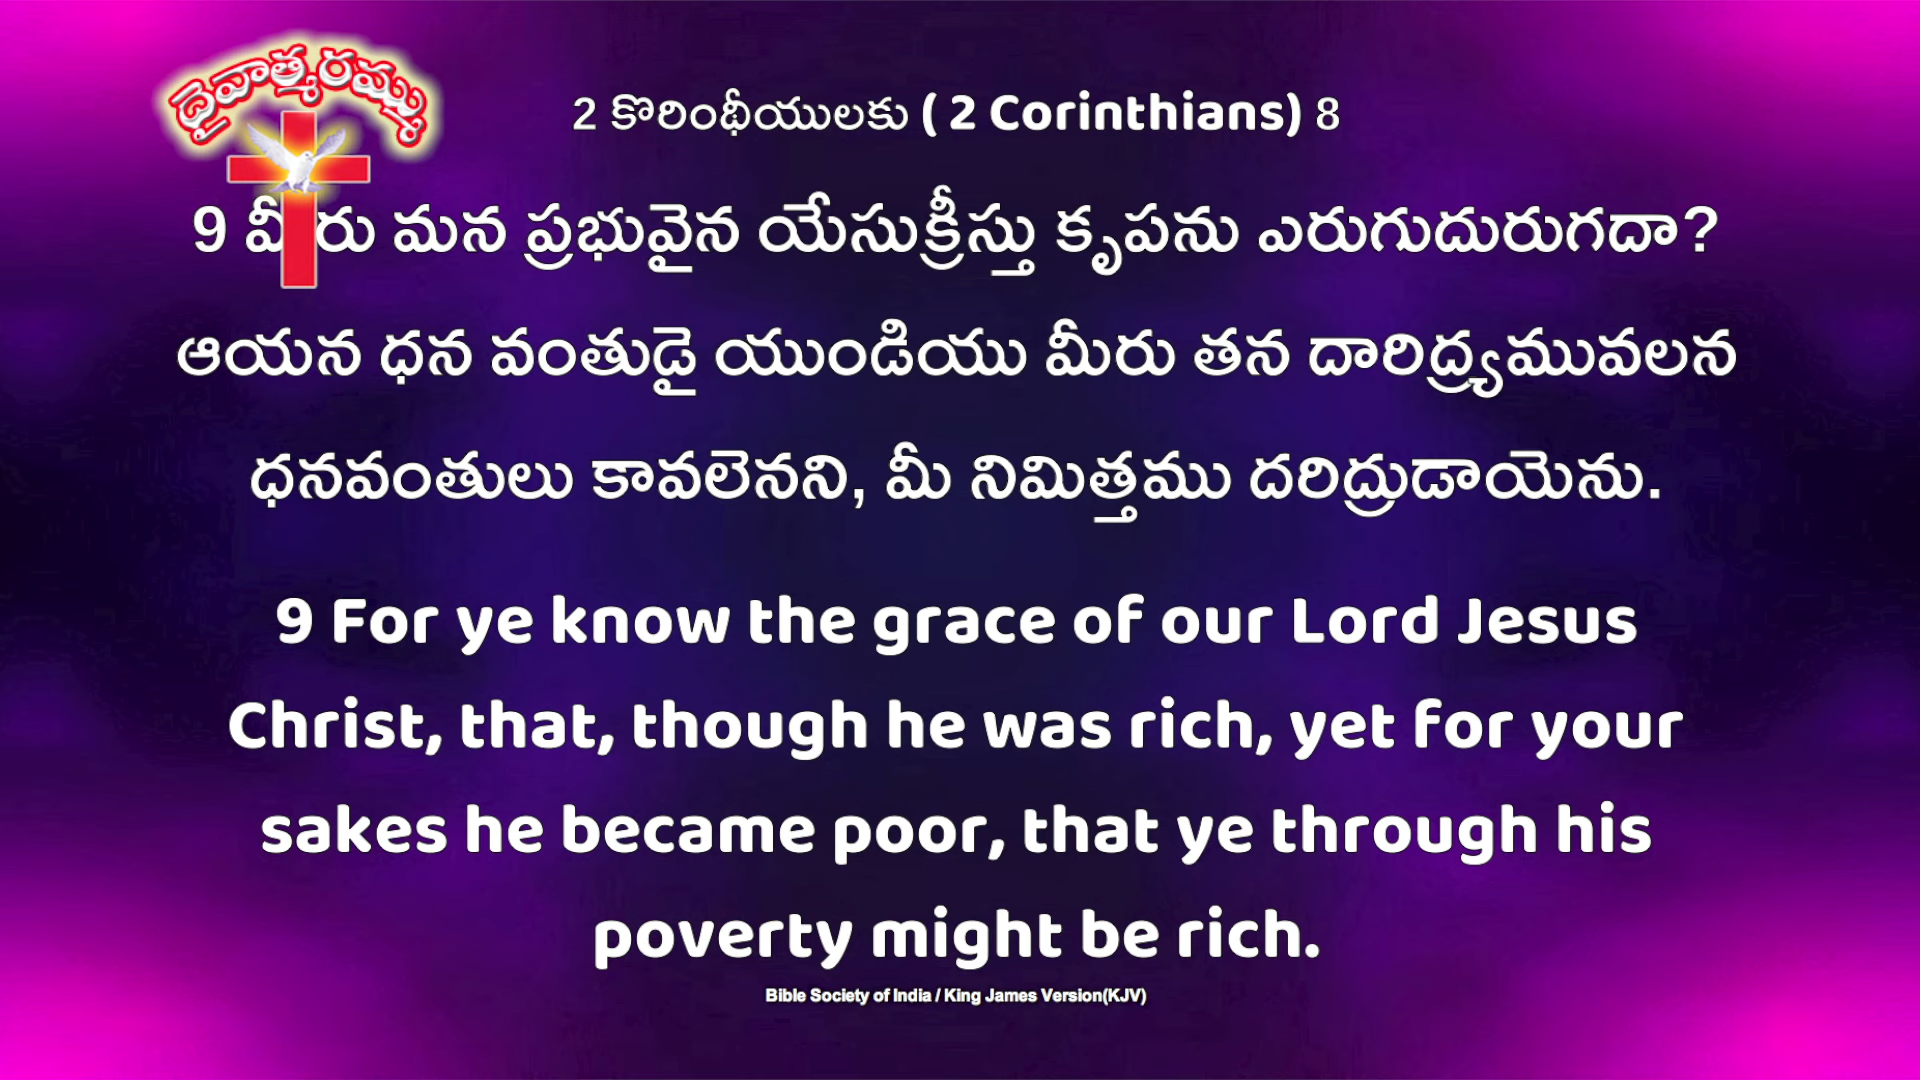 దైవాత్మరమ్ము
2 కొరింథీయులకు ( 2 Corinthians) 8
9 మీరు మన ప్రభువైన యేసుక్రీస్తు కృపను ఎరుగుదురుగదా?
ఆయన ధన వంతుడై యుండియు మీరు తన దారిద్ర్యమువలన
ధనవంతులు కావలెనని, మీ నిమిత్తము దరిద్రుడాయెను.
9 For ye know the grace of our Lord Jesus
Christ, that, though he was rich, yet for your
sakes he became poor, that ye through his
poverty might be rich.
Bible Society of India / King James Version(KJV)